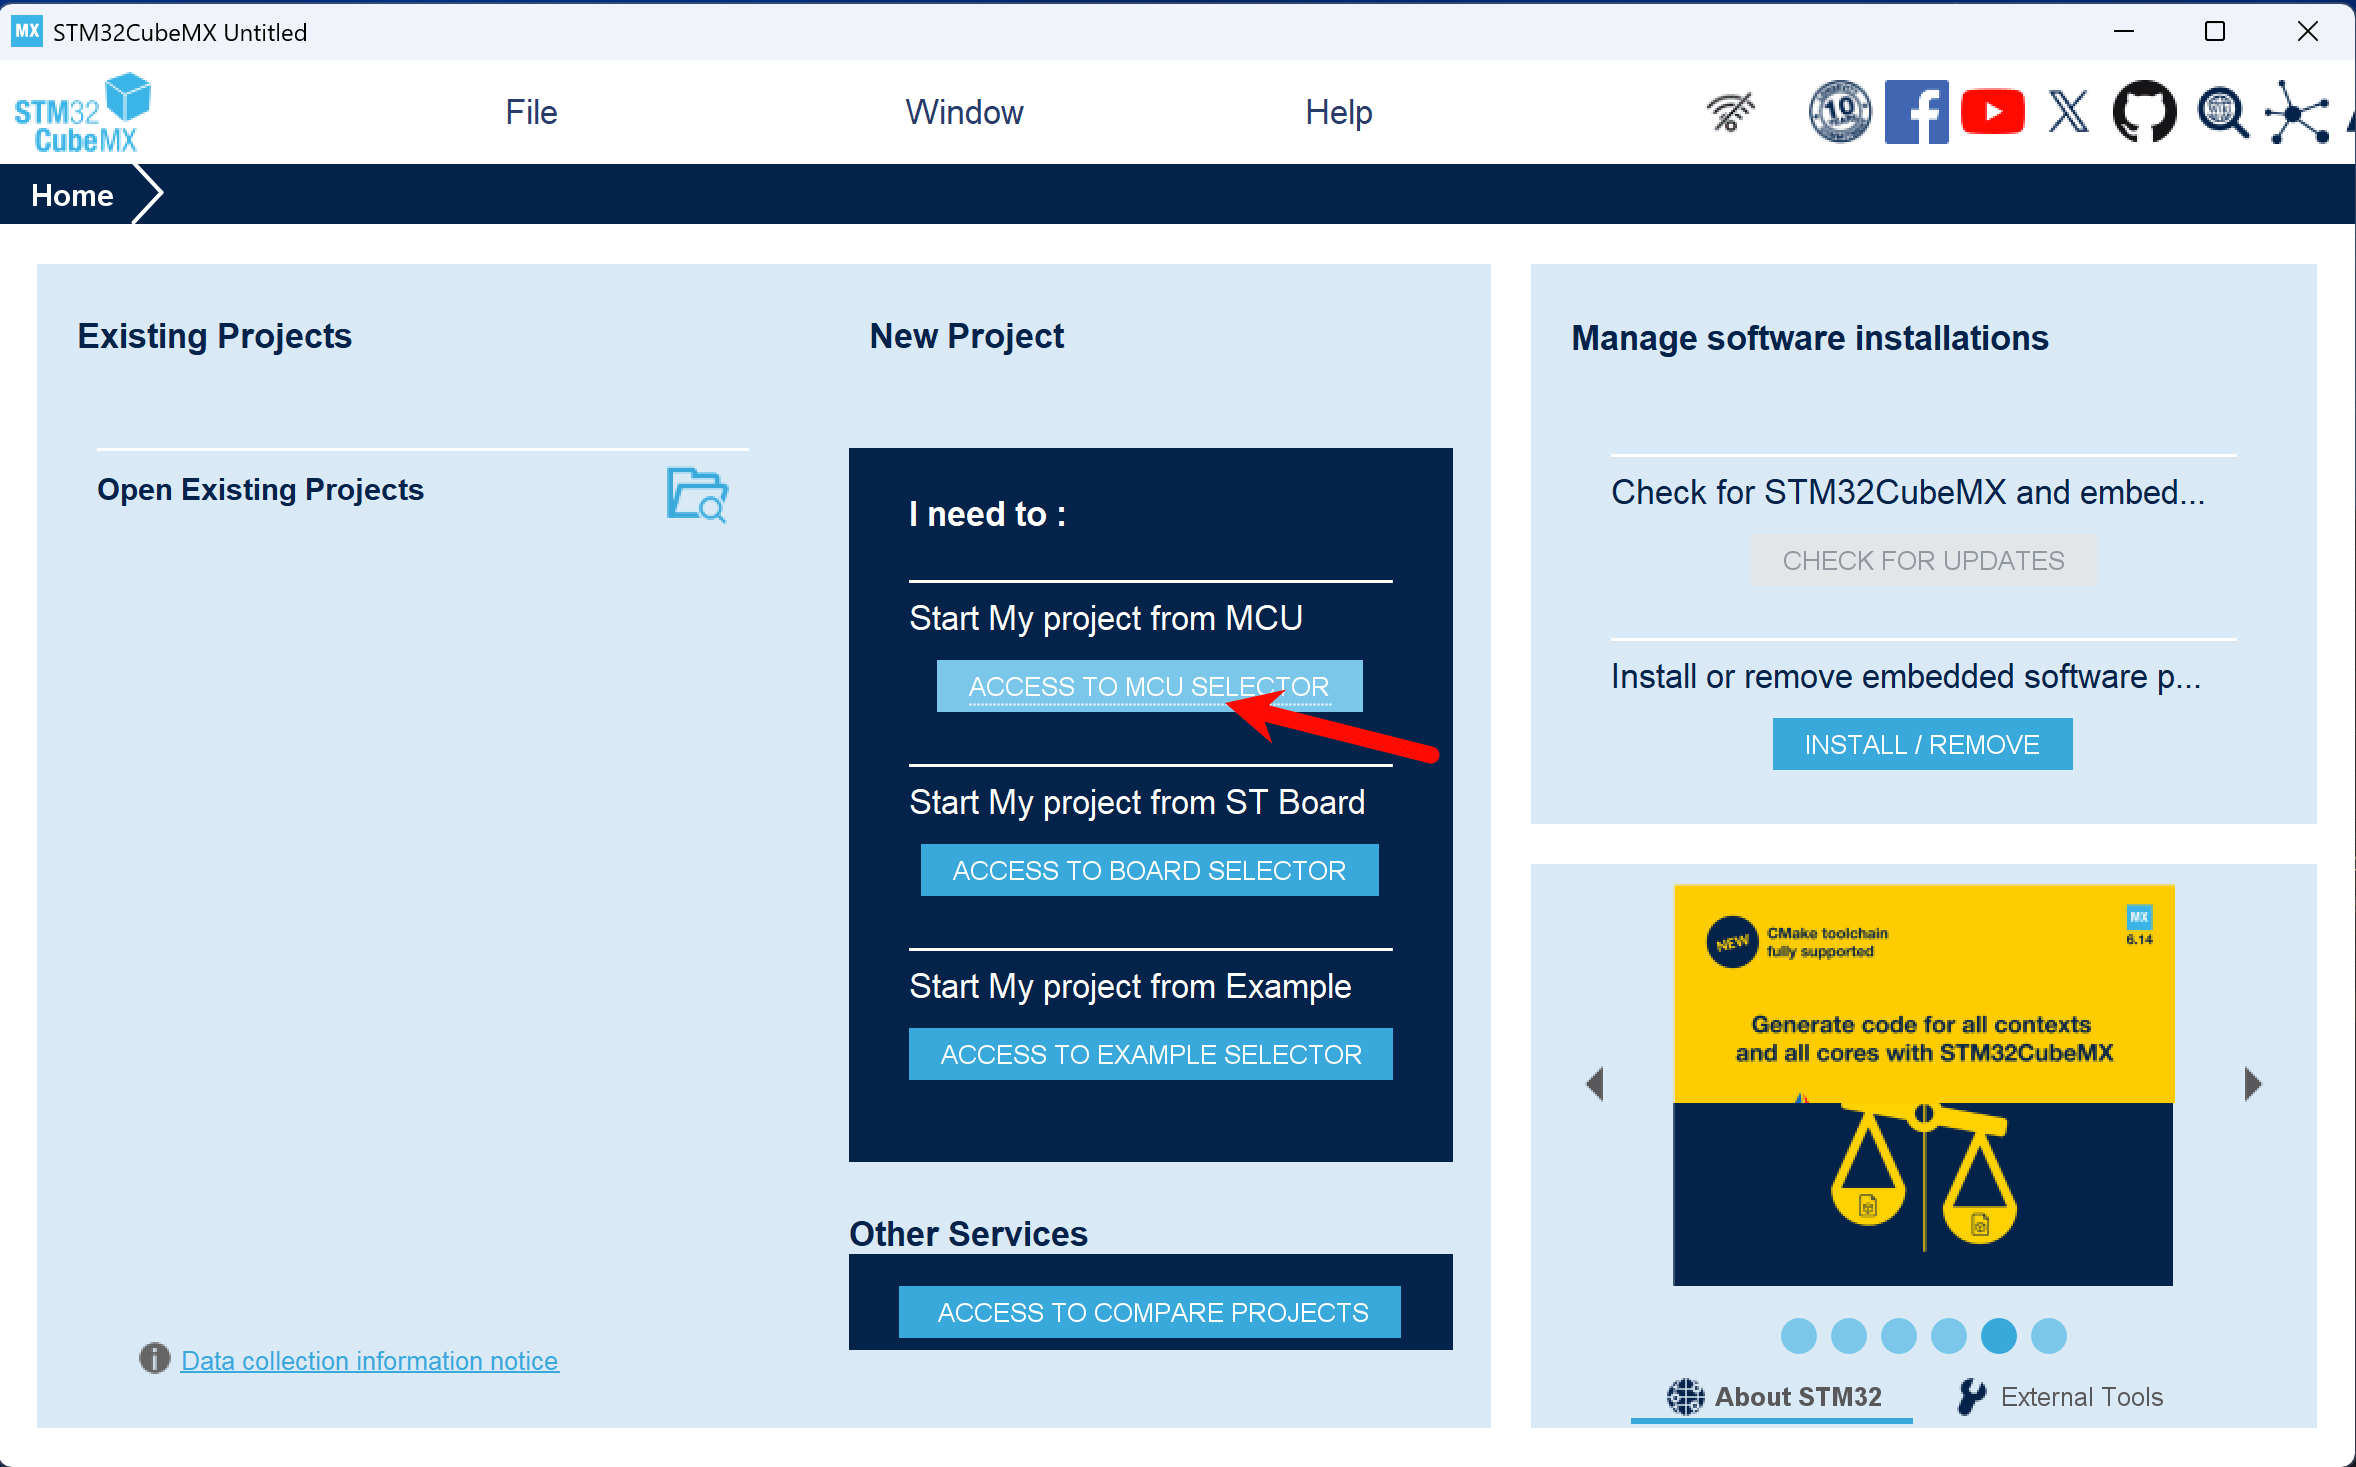 MX STM32CubeMX Untitled
STM32
CubeMX
File Window Help
10
YEARS
WIKI
Home
Existing Projects
Open Existing Projects
Data collection information notice
New Project
I need to :
Start My project from MCU
ACCESS TO MCU SELECTOR
Start My project from ST Board
ACCESS TO BOARD SELECTOR
Start My project from Example
ACCESS TO EXAMPLE SELECTOR
Other Services
ACCESS TO COMPARE PROJECTS
Manage software installations
Check for STM32CubeMX and embed...
CHECK FOR UPDATES
Install or remove embedded software p...
INSTALL / REMOVE
NEW
CMake toolchain
fully supported
MX
6.14
Generate code for all contexts
and all cores with STM32CubeMX
About STM32
External Tools